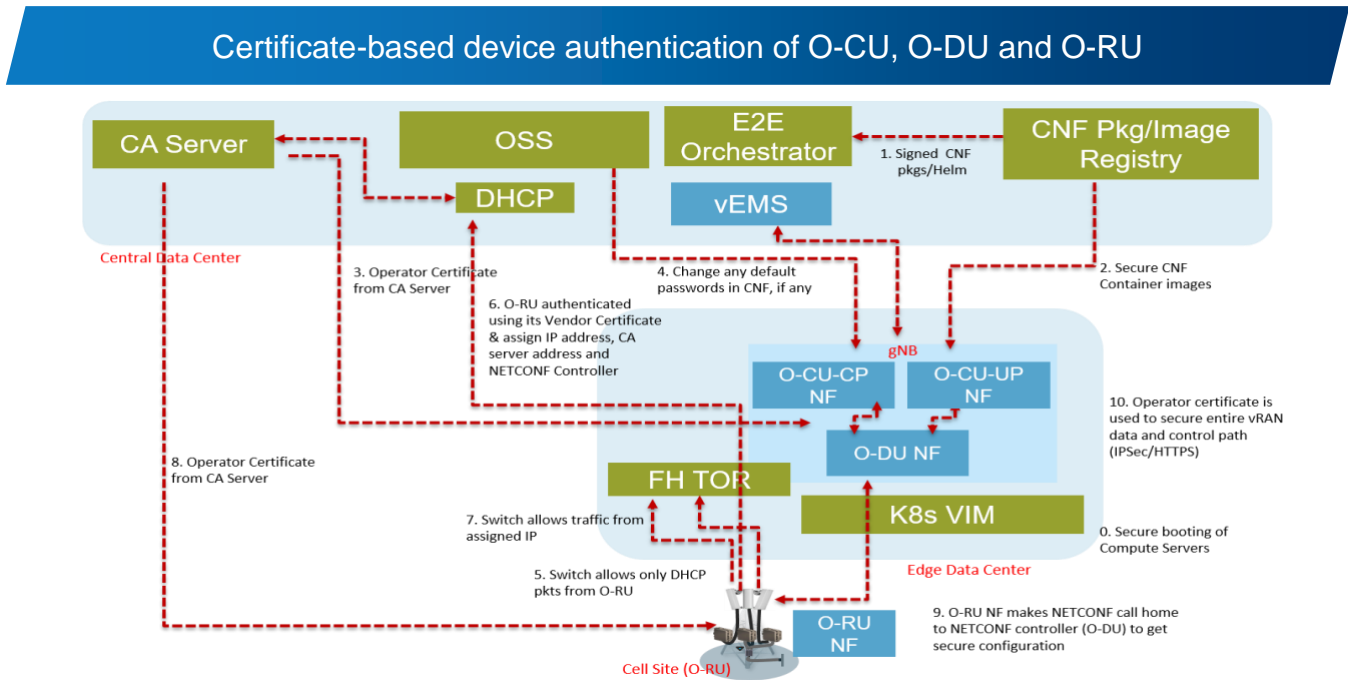 Certificate-based device authentication of O-CU, O-DU and O-RU
CA Server
OSS
E2E
Orchestrator
CNF Pkg/Image
Registry
1. Signed CNF
pkgs/Helm
DHCP
vEMS
Central Data Center
3. Operator Certificate
from CA Server
4. Change any default
passwords in CNF, if any
2. Secure CNF
Container images
6. O-RU authenticated
using its Vendor Certificate
& assign IP address, CA
server address and
NETCONF Controller
gNB
O-CU-CP
NF
O-CU-UP
NF
O-DU NF
10. Operator certificate is
used to secure entire vRAN
data and control path
(IPSec/HTTPS)
8. Operator Certificate
from CA Server
FH TOR
K8s VIM
7. Switch allows traffic from
assigned IP
0. Secure booting of
Compute Servers
Edge Data Center
5. Switch allows only DHCP
pkts from O-RU
O-RU
NF
9. O-RU NF makes NETCONF call home
to NETCONF controller (O-DU) to get
secure configuration
Cell Site (O-RU)